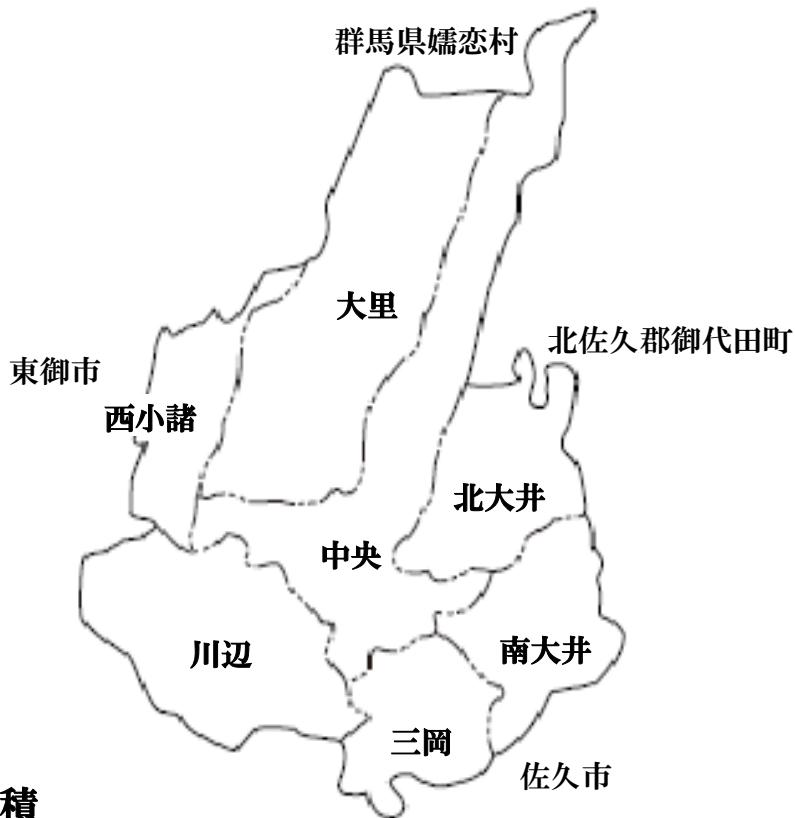 群馬県嬬恋村
大里
北佐久郡御代田町
東御市
西小諸
北大井
中央
南大井
川辺
三岡
佐久市
積